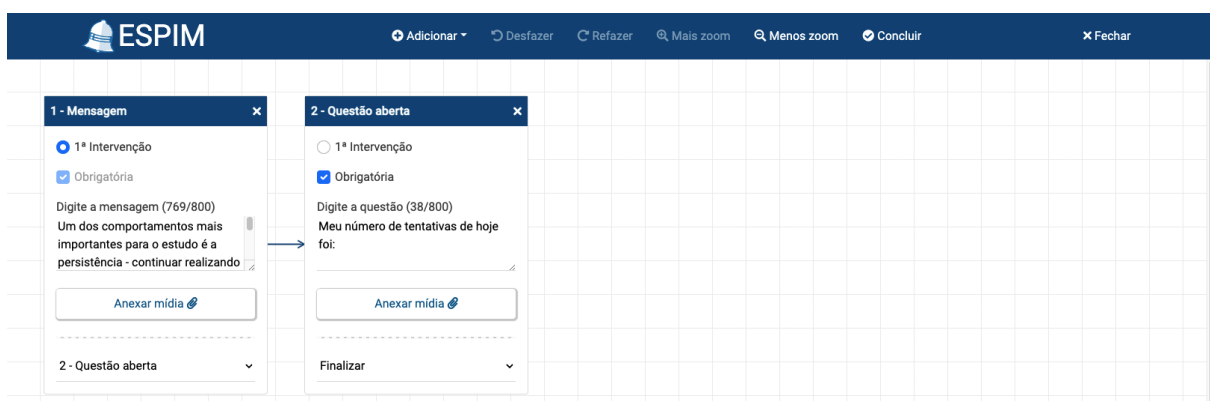 ESPIM
Adicionar
Desfazer
Refazer
Mais zoom
Menos zoom
Concluir
Fechar
1 - Mensagem
1ª Intervenção
Obrigatória
Digite a mensagem (769/800)
Um dos comportamentos mais
importantes para o estudo é a
persistência - continuar realizando
Anexar mídia
2 - Questão aberta
2 - Questão aberta
1ª Intervenção
Obrigatória
Digite a questão (38/800)
Meu número de tentativas de hoje
foi:
Anexar mídia
Finalizar